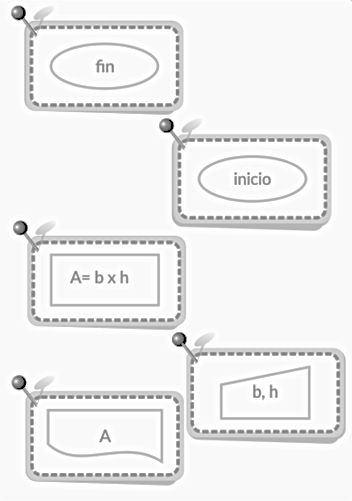 fin
inicio
A= b x h
b, h
A